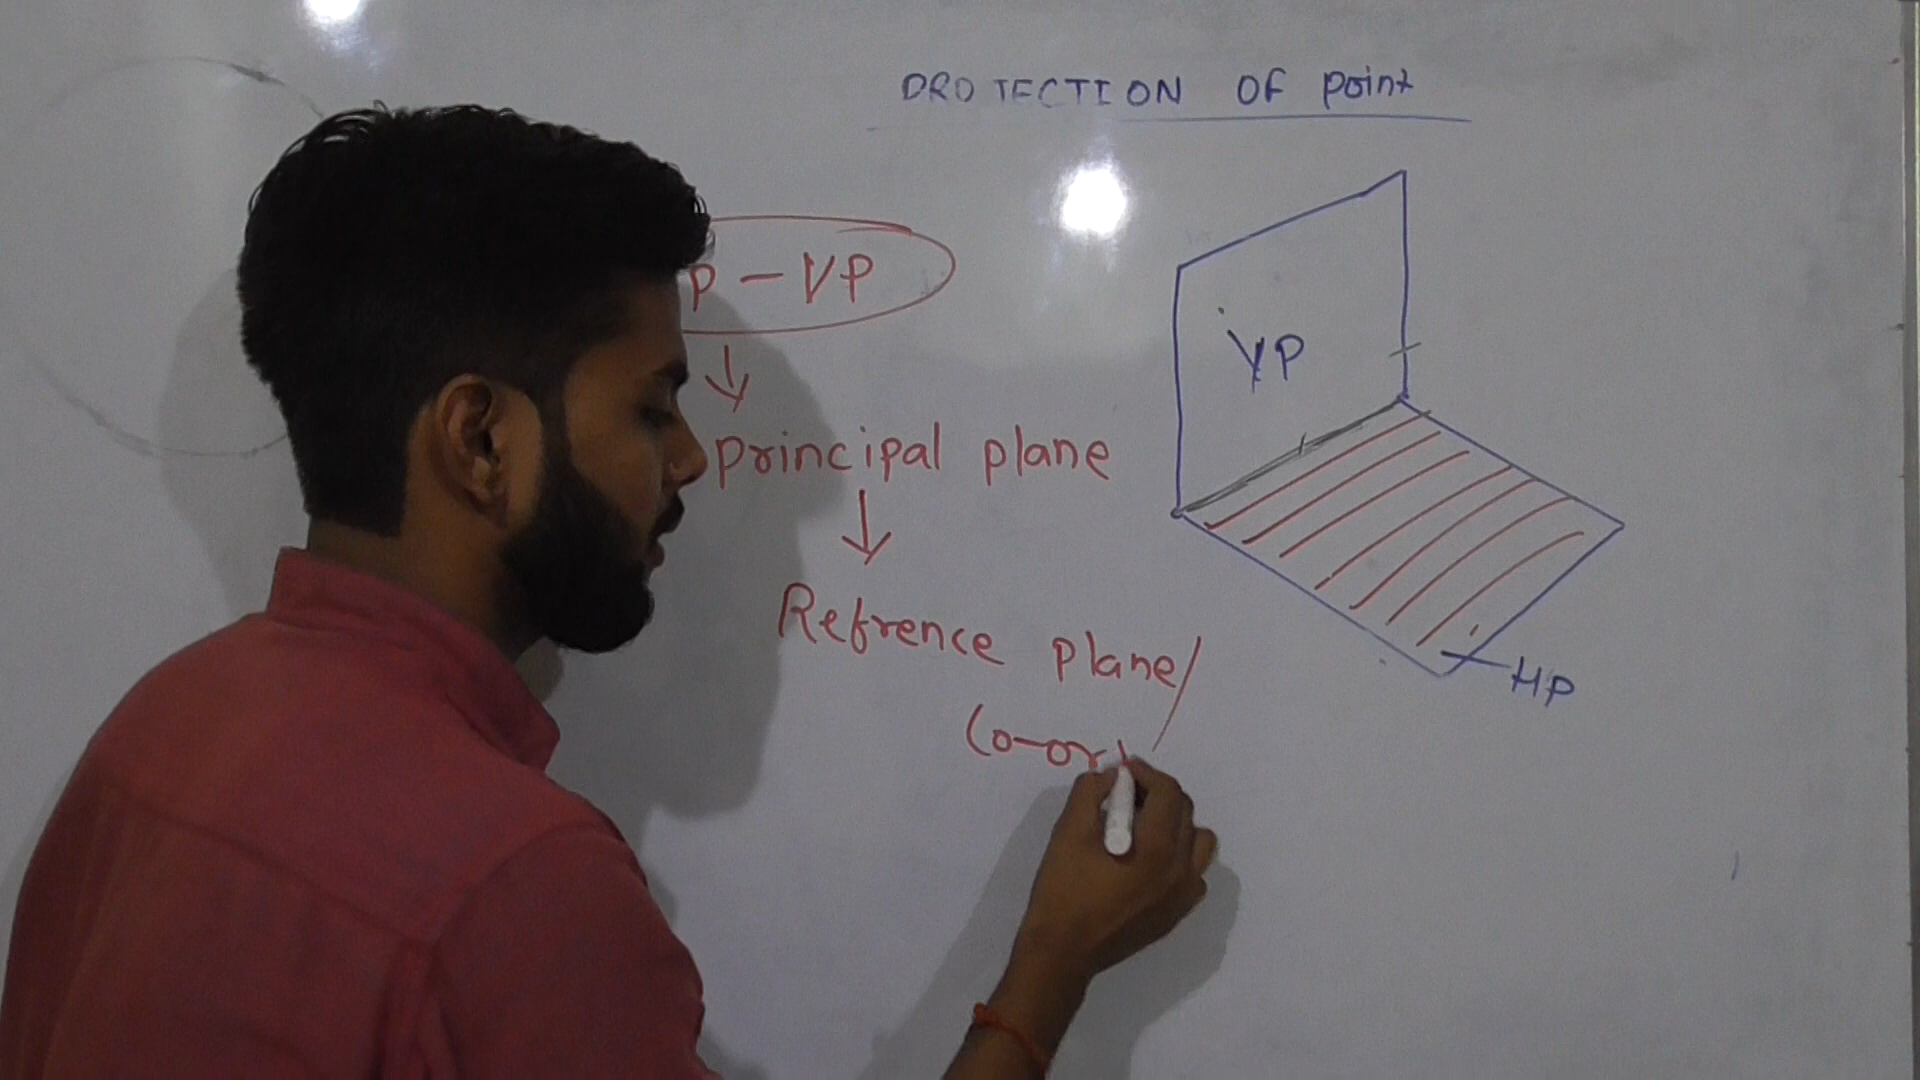 PROJECTION OF point
P - VP
principal plane
Refrence plane/
Co-or
VP
HP